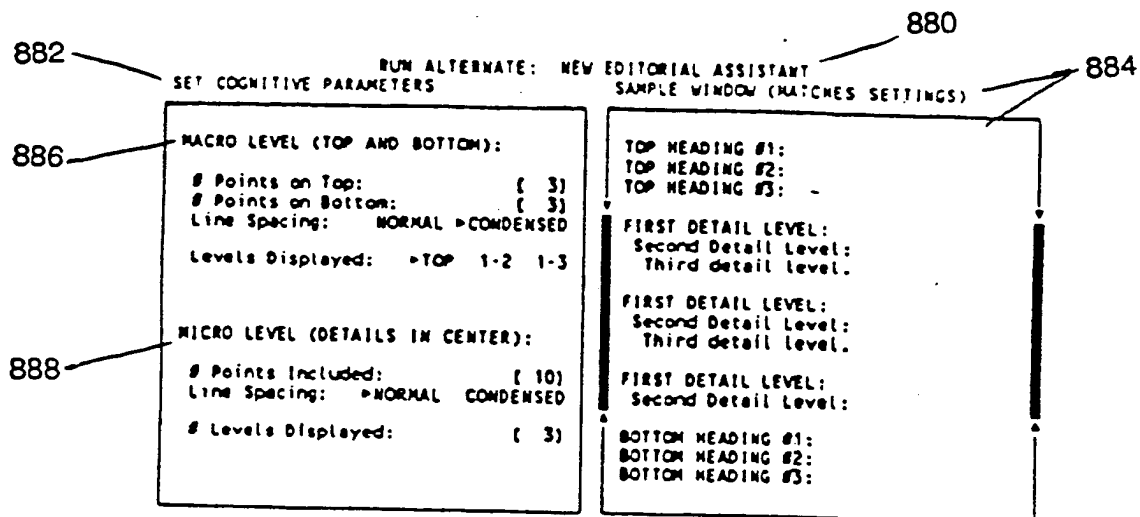 880
882
RUN ALTERNATE: NEW EDITORIAL ASSISTANT
884
SET COGNITIVE PARAMETERS
SAMPLE WINDOW (MATCHES SETTINGS)
886
MACRO LEVEL (TOP AND BOTTOM):
# Points on Top: ( 3)
# Points on Bottom: ( 3)
Line Spacing: NORMAL ▸CONDENSED
Levels Displayed: ▸TOP 1-2 1-3
888
MICRO LEVEL (DETAILS IN CENTER):
# Points Included: ( 10)
Line Spacing: ▸NORMAL CONDENSED
# Levels Displayed: ( 3)
TOP HEADING #1:
TOP HEADING #2:
TOP HEADING #3:
FIRST DETAIL LEVEL:
Second Detail Level:
Third detail level.
FIRST DETAIL LEVEL:
Second Detail Level:
Third detail level.
FIRST DETAIL LEVEL:
Second Detail Level:
BOTTOM HEADING #1:
BOTTOM HEADING #2:
BOTTOM HEADING #3: